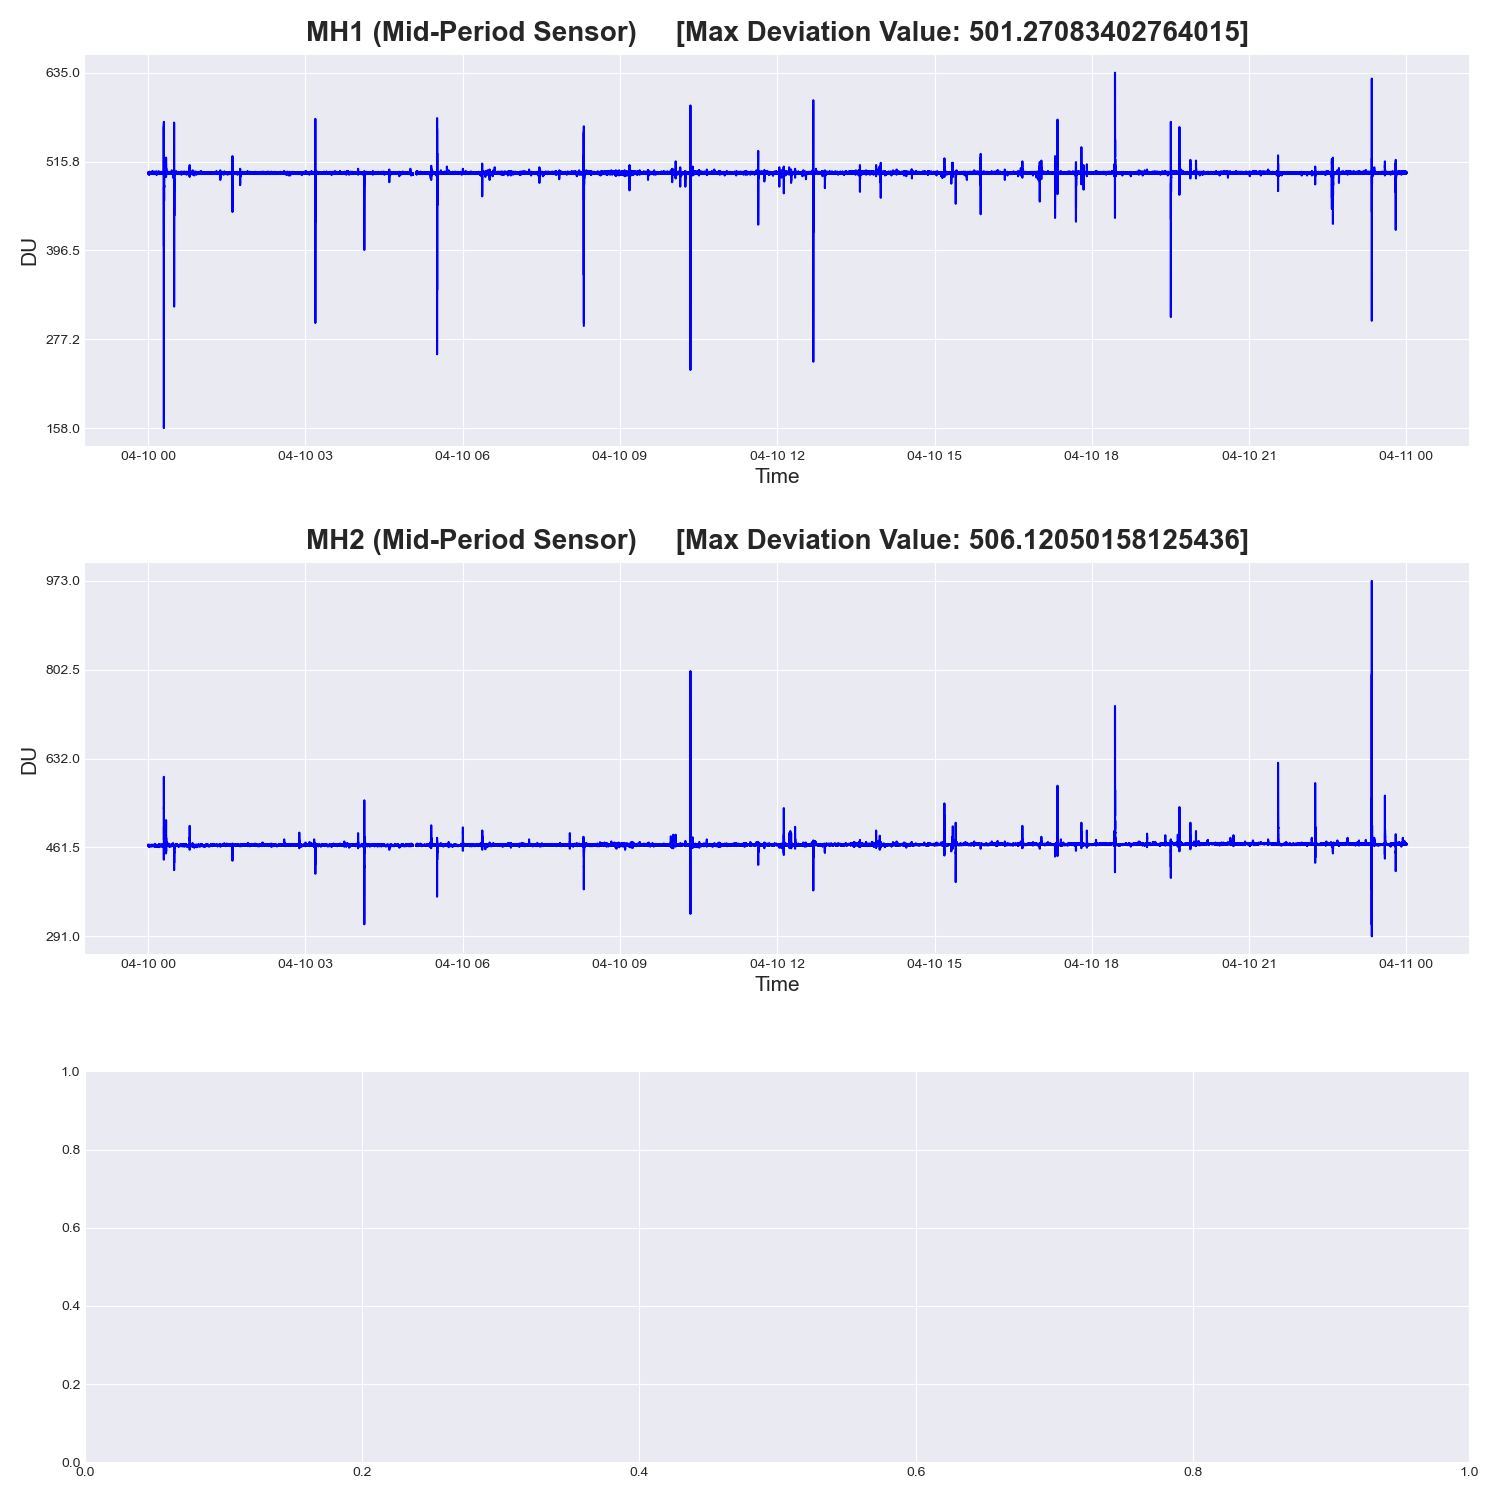 MH1 (Mid-Period Sensor) [Max Deviation Value: 501.27083402764015]
635.0
515.8
396.5
277.2
158.0
DU
04-10 00 04-10 03 04-10 06 04-10 09 04-10 12 04-10 15 04-10 18 04-10 21 04-11 00
Time
MH2 (Mid-Period Sensor) [Max Deviation Value: 506.12050158125436]
973.0
802.5
632.0
461.5
291.0
DU
04-10 00 04-10 03 04-10 06 04-10 09 04-10 12 04-10 15 04-10 18 04-10 21 04-11 00
Time
1.0
0.8
0.6
0.4
0.2
0.0
0.0 0.2 0.4 0.6 0.8 1.0